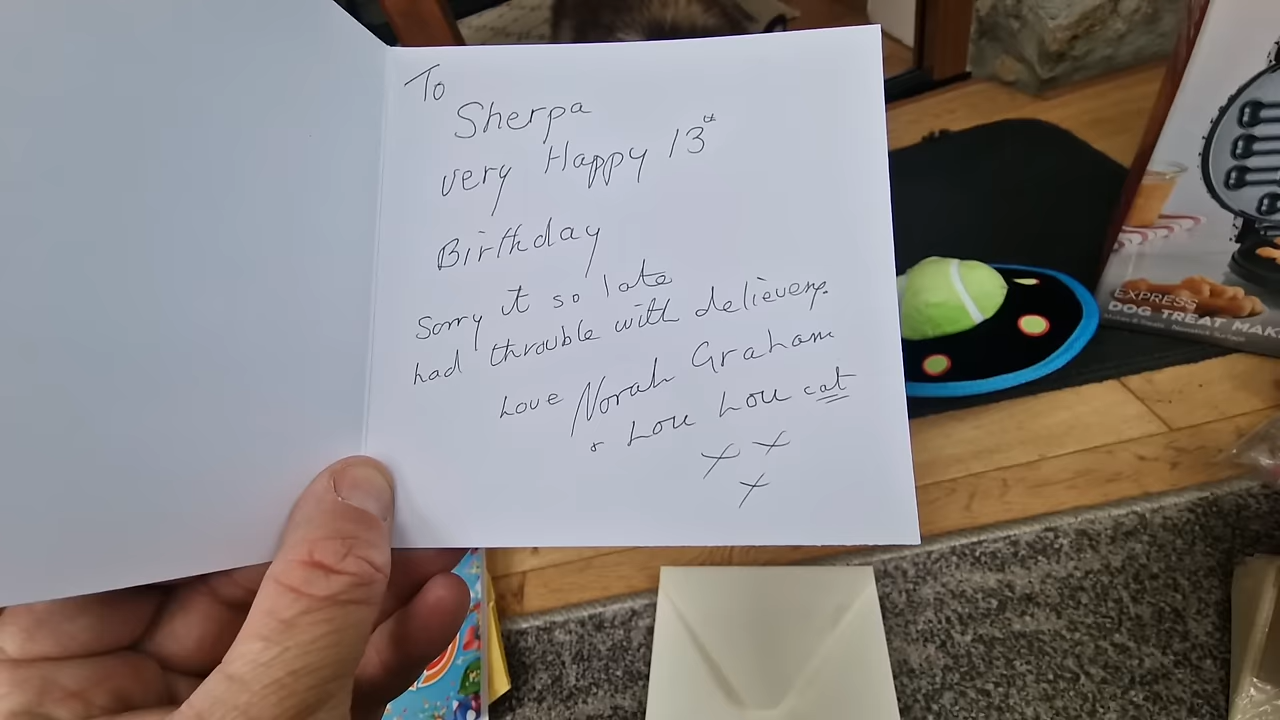 To
Sherpa
very Happy 13th
Birthday
Sorry it so late
had throuble with delievery.
Love Norah Graham
& Lou Lou cat
x x
x
EXPRESS
DOG TREAT MAK